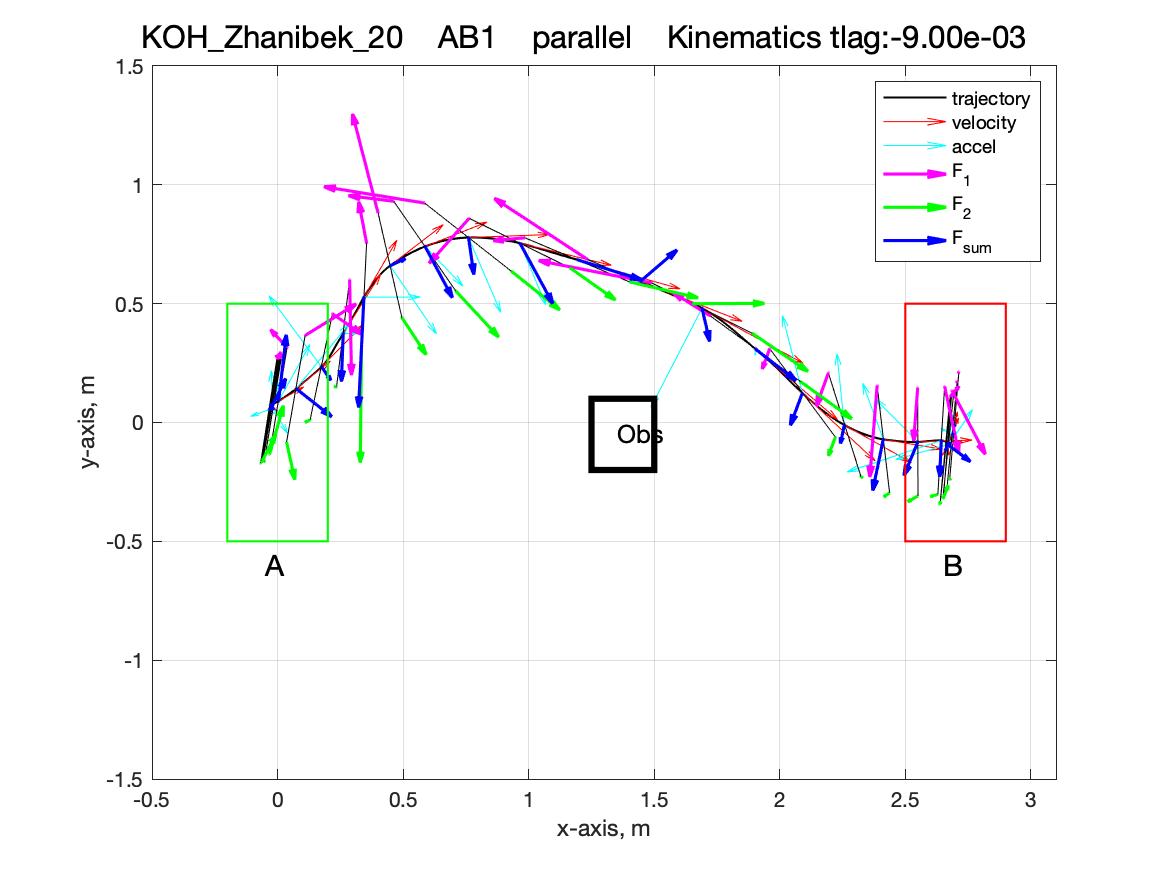 KOH_Zhanibek_20 AB1 parallel Kinematics tlag:-9.00e-03
1.5
1
0.5
0
-0.5
-1
-1.5
y-axis, m
trajectory
velocity
accel
F1
F2
Fsum
Obs
A
B
-0.5 0 0.5 1 1.5 2 2.5 3
x-axis, m